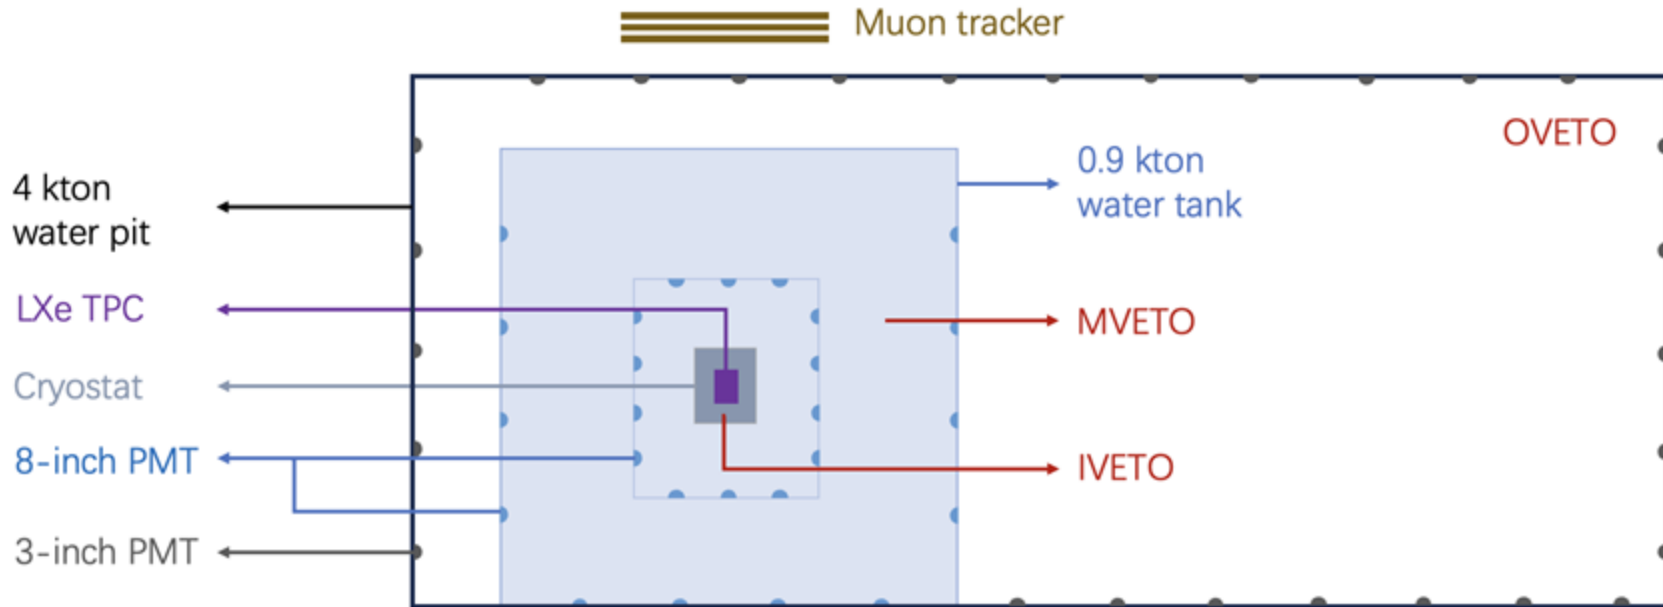 Muon tracker
OVETO
4 kton
water pit
0.9 kton
water tank
LXe TPC
MVETO
Cryostat
8-inch PMT
IVETO
3-inch PMT